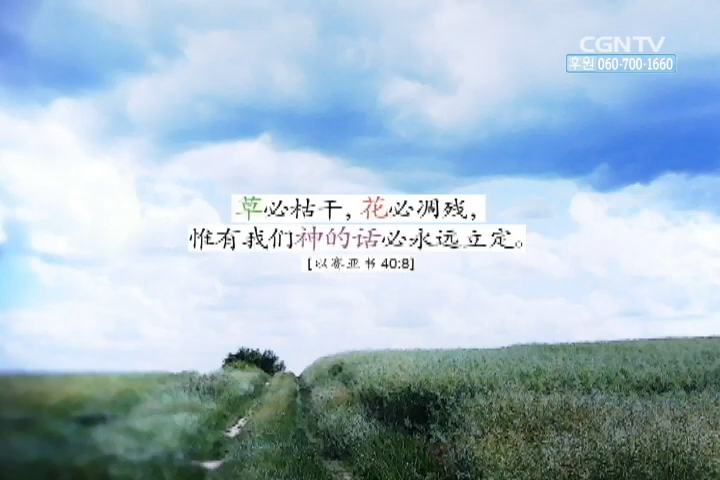 CGNTV
후원 060-700-1660
草必枯干，花必凋残，
惟有我们神的话必永远立定。
[以赛亚书 40:8]